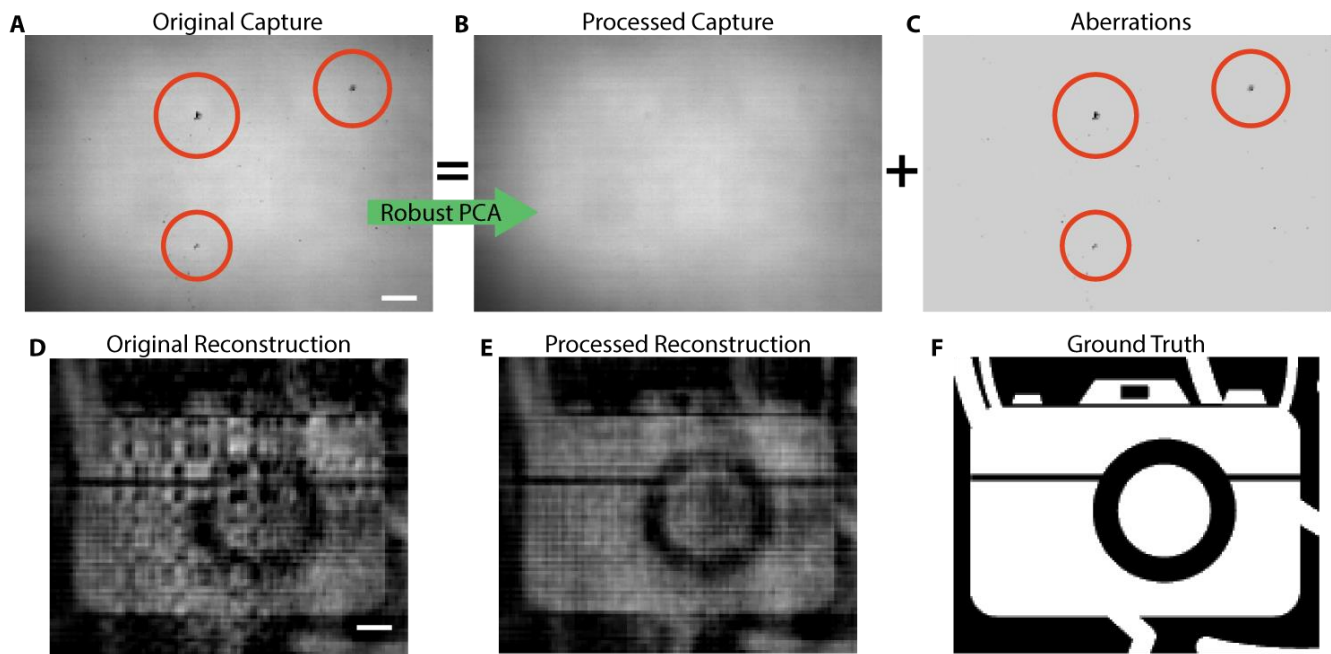 A Original Capture
B Processed Capture
C Aberrations
=
Robust PCA
+
D Original Reconstruction
E Processed Reconstruction
F Ground Truth